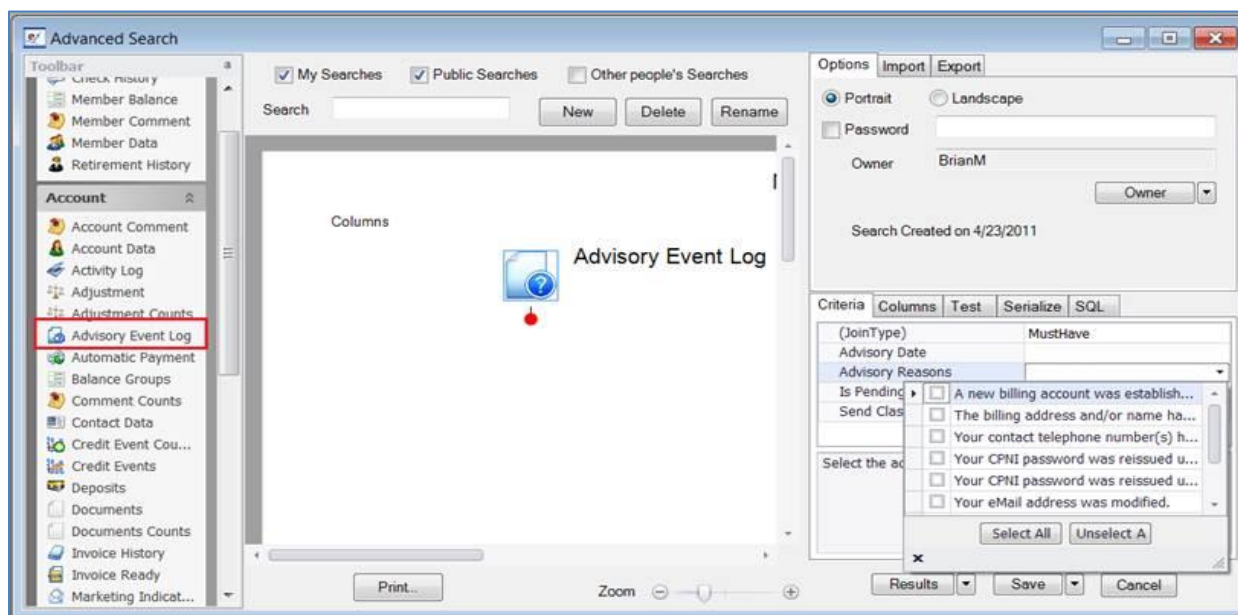 Advanced Search
Toolbar
Check History
Member Balance
Member Comment
Member Data
Retirement History
Account
Account Comment
Account Data
Activity Log
Adjustment
Adjustment Counts
Advisory Event Log
Automatic Payment
Balance Groups
Comment Counts
Contact Data
Credit Event Cou...
Credit Events
Deposits
Documents
Documents Counts
Invoice History
Invoice Ready
Marketing Indicat...
My Searches Public Searches Other people's Searches
Search New Delete Rename
Columns
Advisory Event Log
Print...
Zoom
Options Import Export
Portrait Landscape
Password
Owner BrianM
Owner
Search Created on 4/23/2011
Criteria Columns Test Serialize SQL
(JoinType) MustHave
Advisory Date
Advisory Reasons
Is Pending
Send Clas
Select the ad
A new billing account was establish...
The billing address and/or name ha...
Your contact telephone number(s) h...
Your CPNI password was reissued u...
Your CPNI password was reissued u...
Your eMail address was modified.
Select All Unselect A
Results Save Cancel